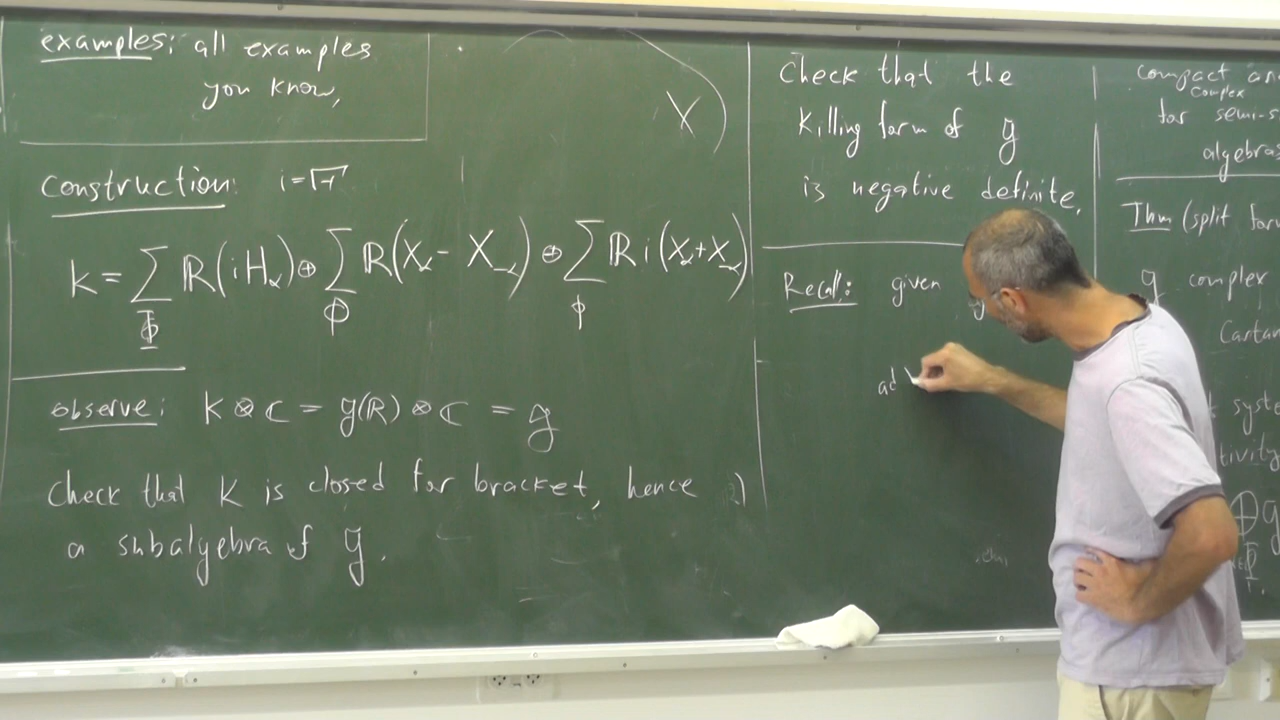 examples: all examples
you know,
X
Construction: i=√-1
k = ∑ ℝ(iHα) ⊕ ∑ ℝ(Xα - X-α) ⊕ ∑ ℝi(Xα+X-α)
Φ Φ Φ
observe: K ⊗ ℂ = g(ℝ) ⊗ ℂ = g
Check that K is closed for bracket, hence
a subalgebra of g.
Check that the
Killing form of g
is negative definite.
Recall: given
ad
compact an
Complex
for semi-s
algebras
Thm (split for
g complex
Cartan
syste
tivity
⊕ g